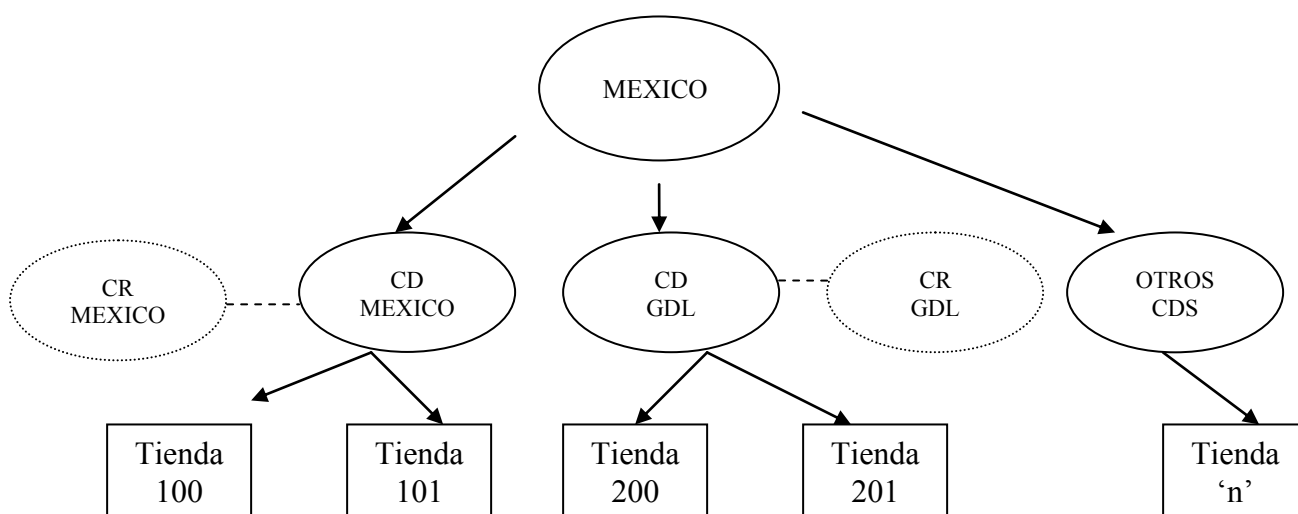 MEXICO
CR
MEXICO
CD
MEXICO
CD
GDL
CR
GDL
OTROS
CDS
Tienda
100
Tienda
101
Tienda
200
Tienda
201
Tienda
‘n’